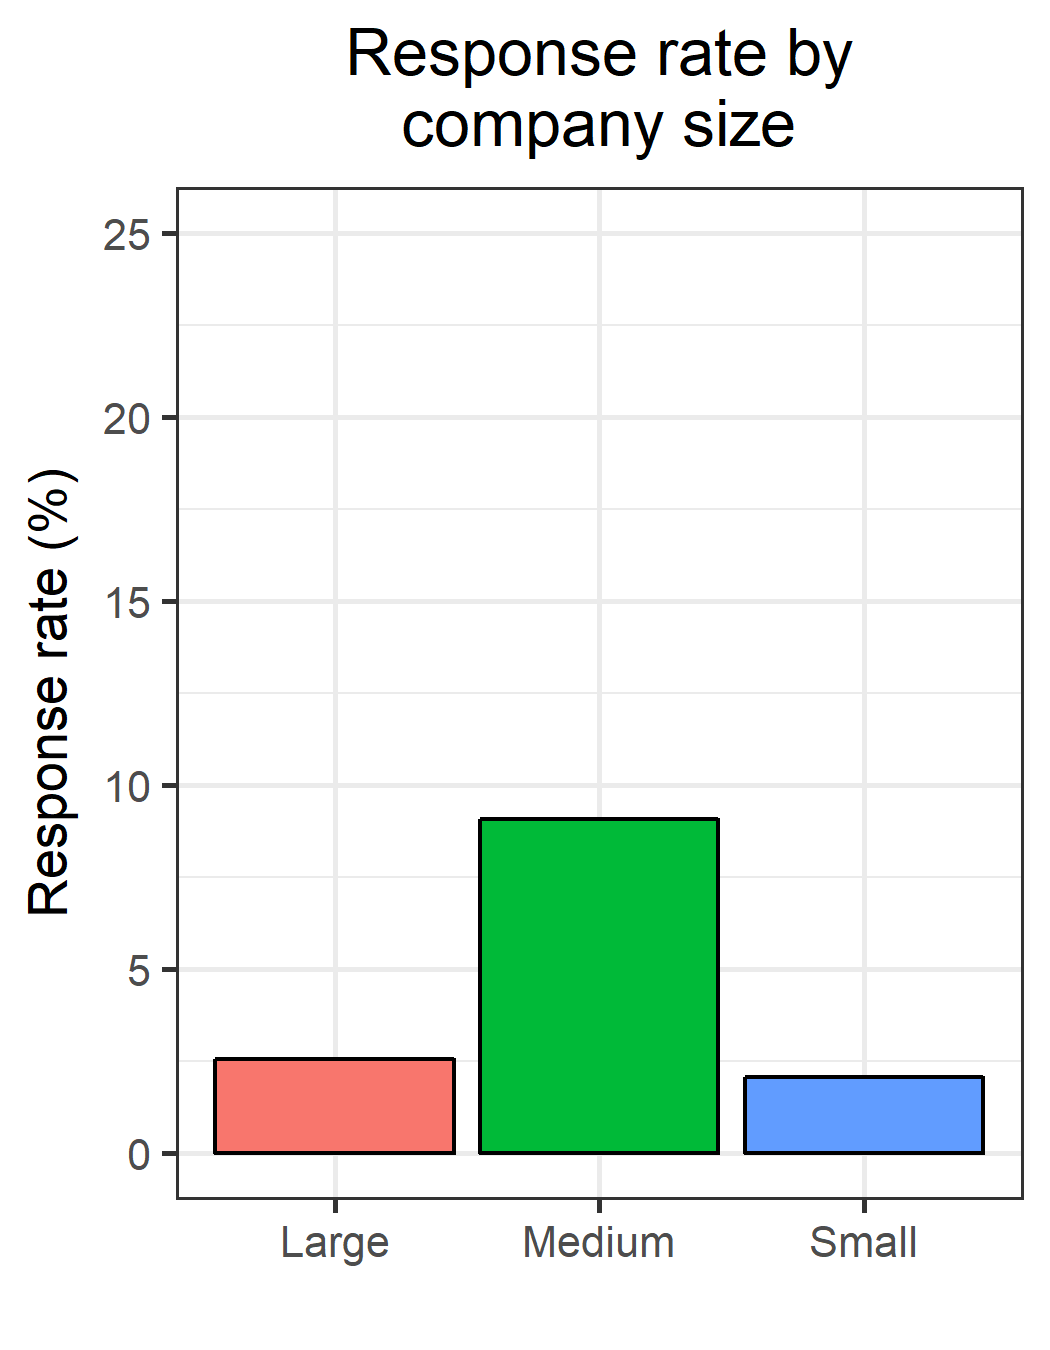 Response rate by
company size
Response rate (%)
25
20
15
10
5
0
Large
Medium
Small